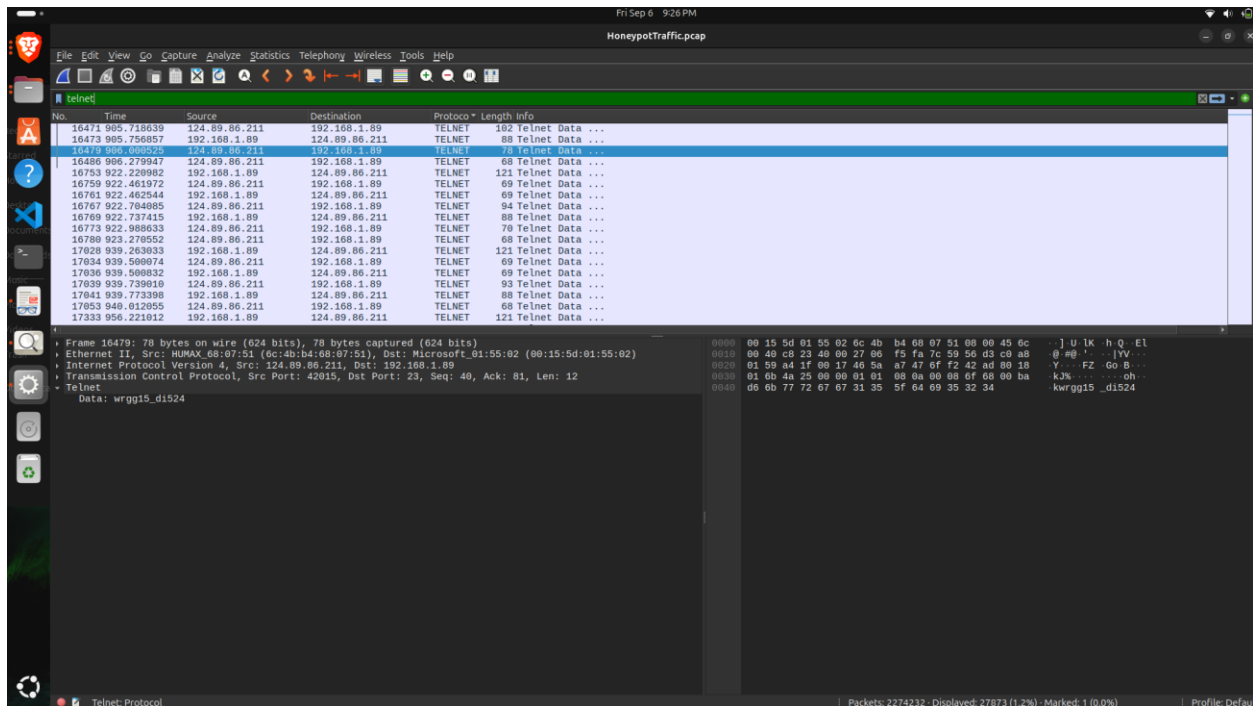 Fri Sep 6 9:26 PM
HoneypotTraffic.pcap
File Edit View Go Capture Analyze Statistics Telephony Wireless Tools Help
telnet
No. Time Source Destination Protoco Length Info
16471 905.718639 124.89.86.211 192.168.1.89 TELNET 102 Telnet Data ...
16473 905.756857 192.168.1.89 124.89.86.211 TELNET 88 Telnet Data ...
16479 906.000525 124.89.86.211 192.168.1.89 TELNET 78 Telnet Data ...
16486 906.279947 124.89.86.211 192.168.1.89 TELNET 68 Telnet Data ...
16753 922.220982 192.168.1.89 124.89.86.211 TELNET 121 Telnet Data ...
16759 922.461972 124.89.86.211 192.168.1.89 TELNET 69 Telnet Data ...
16761 922.462544 192.168.1.89 124.89.86.211 TELNET 69 Telnet Data ...
16767 922.704085 124.89.86.211 192.168.1.89 TELNET 94 Telnet Data ...
16769 922.737415 192.168.1.89 124.89.86.211 TELNET 88 Telnet Data ...
16773 922.988633 124.89.86.211 192.168.1.89 TELNET 70 Telnet Data ...
16780 923.270552 124.89.86.211 192.168.1.89 TELNET 68 Telnet Data ...
17028 939.263033 192.168.1.89 124.89.86.211 TELNET 121 Telnet Data ...
17034 939.500074 124.89.86.211 192.168.1.89 TELNET 69 Telnet Data ...
17036 939.500832 192.168.1.89 124.89.86.211 TELNET 69 Telnet Data ...
17039 939.739010 124.89.86.211 192.168.1.89 TELNET 93 Telnet Data ...
17041 939.773398 192.168.1.89 124.89.86.211 TELNET 88 Telnet Data ...
17053 940.012055 124.89.86.211 192.168.1.89 TELNET 68 Telnet Data ...
17333 956.221012 192.168.1.89 124.89.86.211 TELNET 121 Telnet Data ...
Frame 16479: 78 bytes on wire (624 bits), 78 bytes captured (624 bits)
Ethernet II, Src: HUMAX_68:07:51 (6c:4b:b4:68:07:51), Dst: Microsoft_01:55:02 (00:15:5d:01:55:02)
Internet Protocol Version 4, Src: 124.89.86.211, Dst: 192.168.1.89
Transmission Control Protocol, Src Port: 42015, Dst Port: 23, Seq: 40, Ack: 81, Len: 12
Telnet
Data: wrgg15_di524
0000 00 15 5d 01 55 02 6c 4b b4 68 07 51 08 00 45 6c ··]·U·lK ·h·Q··El
0010 00 40 c8 23 40 00 27 06 f5 fa 7c 59 56 d3 c0 a8 ·@·#@·'· ··|YV···
0020 01 59 a4 1f 00 17 46 5a a7 47 6f f2 42 ad 80 18 ·Y····FZ ·Go·B···
0030 01 6b 4a 25 00 00 01 01 08 0a 00 08 6f 68 00 ba ·kJ%···· ····oh··
0040 d6 6b 77 72 67 67 31 35 5f 64 69 35 32 34 ·kwrgg15 _di524
Telnet: Protocol
Packets: 2274232 · Displayed: 27873 (1.2%) · Marked: 1 (0.0%)
Profile: Defau